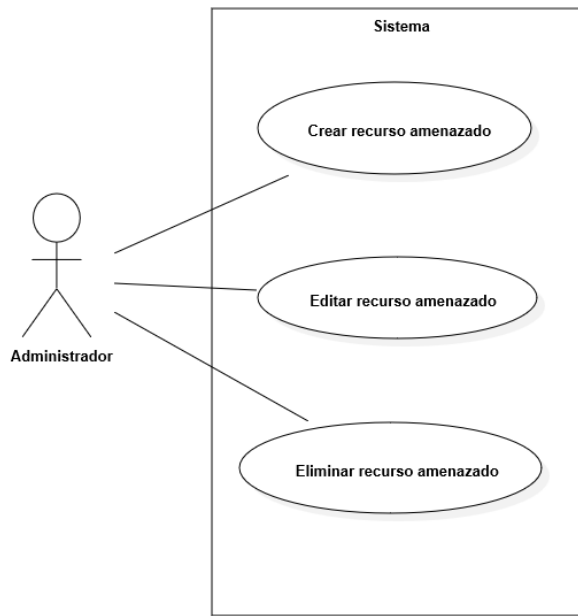 Sistema
Crear recurso amenazado
Editar recurso amenazado
Administrador
Eliminar recurso amenazado